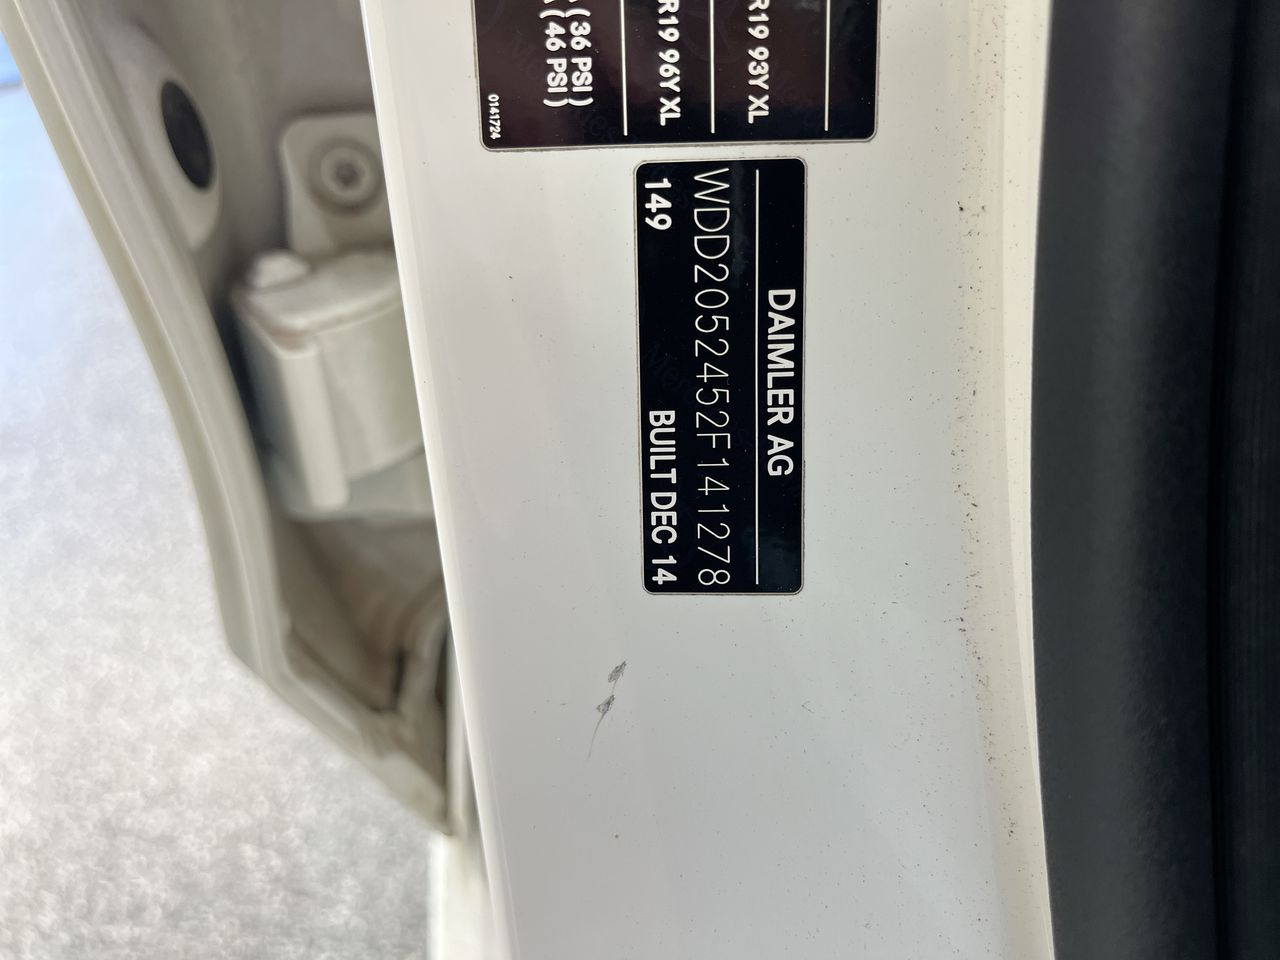 R19 93Y XL
R19 96Y XL
( 36 PSI )
( 46 PSI )
0141724
DAIMLER AG
WDD2052452F141278
149 BUILT DEC 14